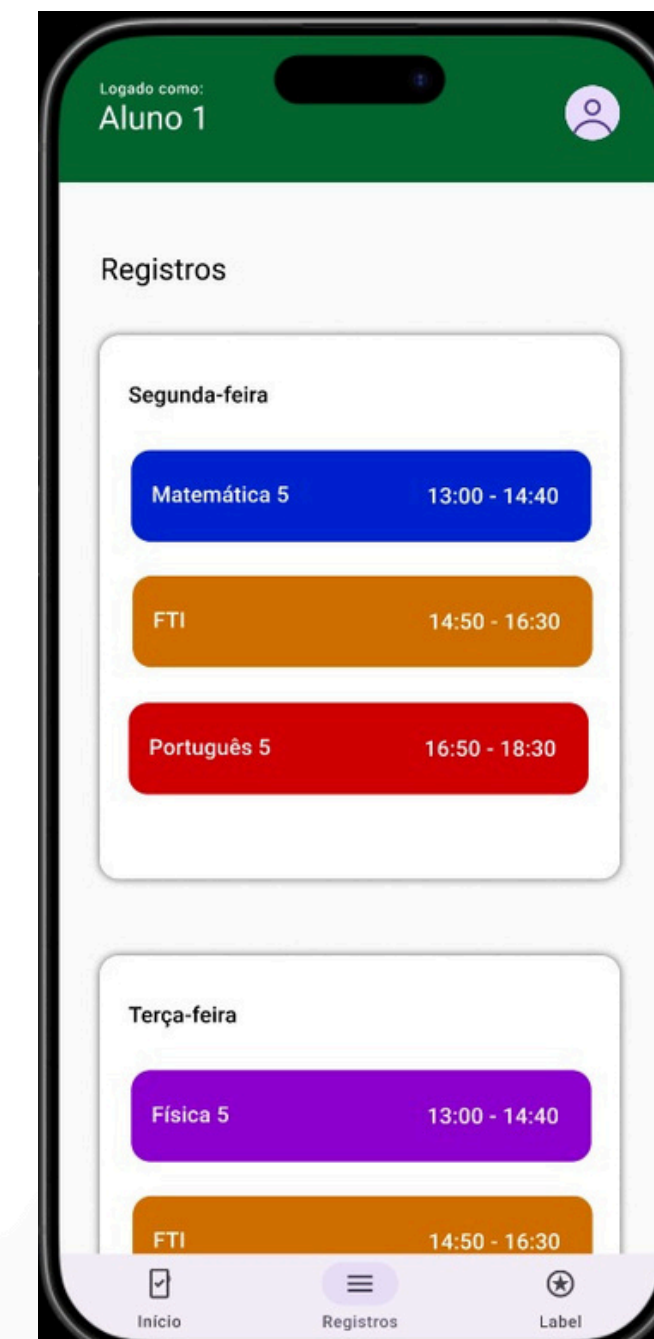 Logado como:
Aluno 1
Registros
Segunda-feira
Matemática 5 13:00 - 14:40
FTI 14:50 - 16:30
Português 5 16:50 - 18:30
Terça-feira
Física 5 13:00 - 14:40
FTI 14:50 - 16:30
Início Registros Label